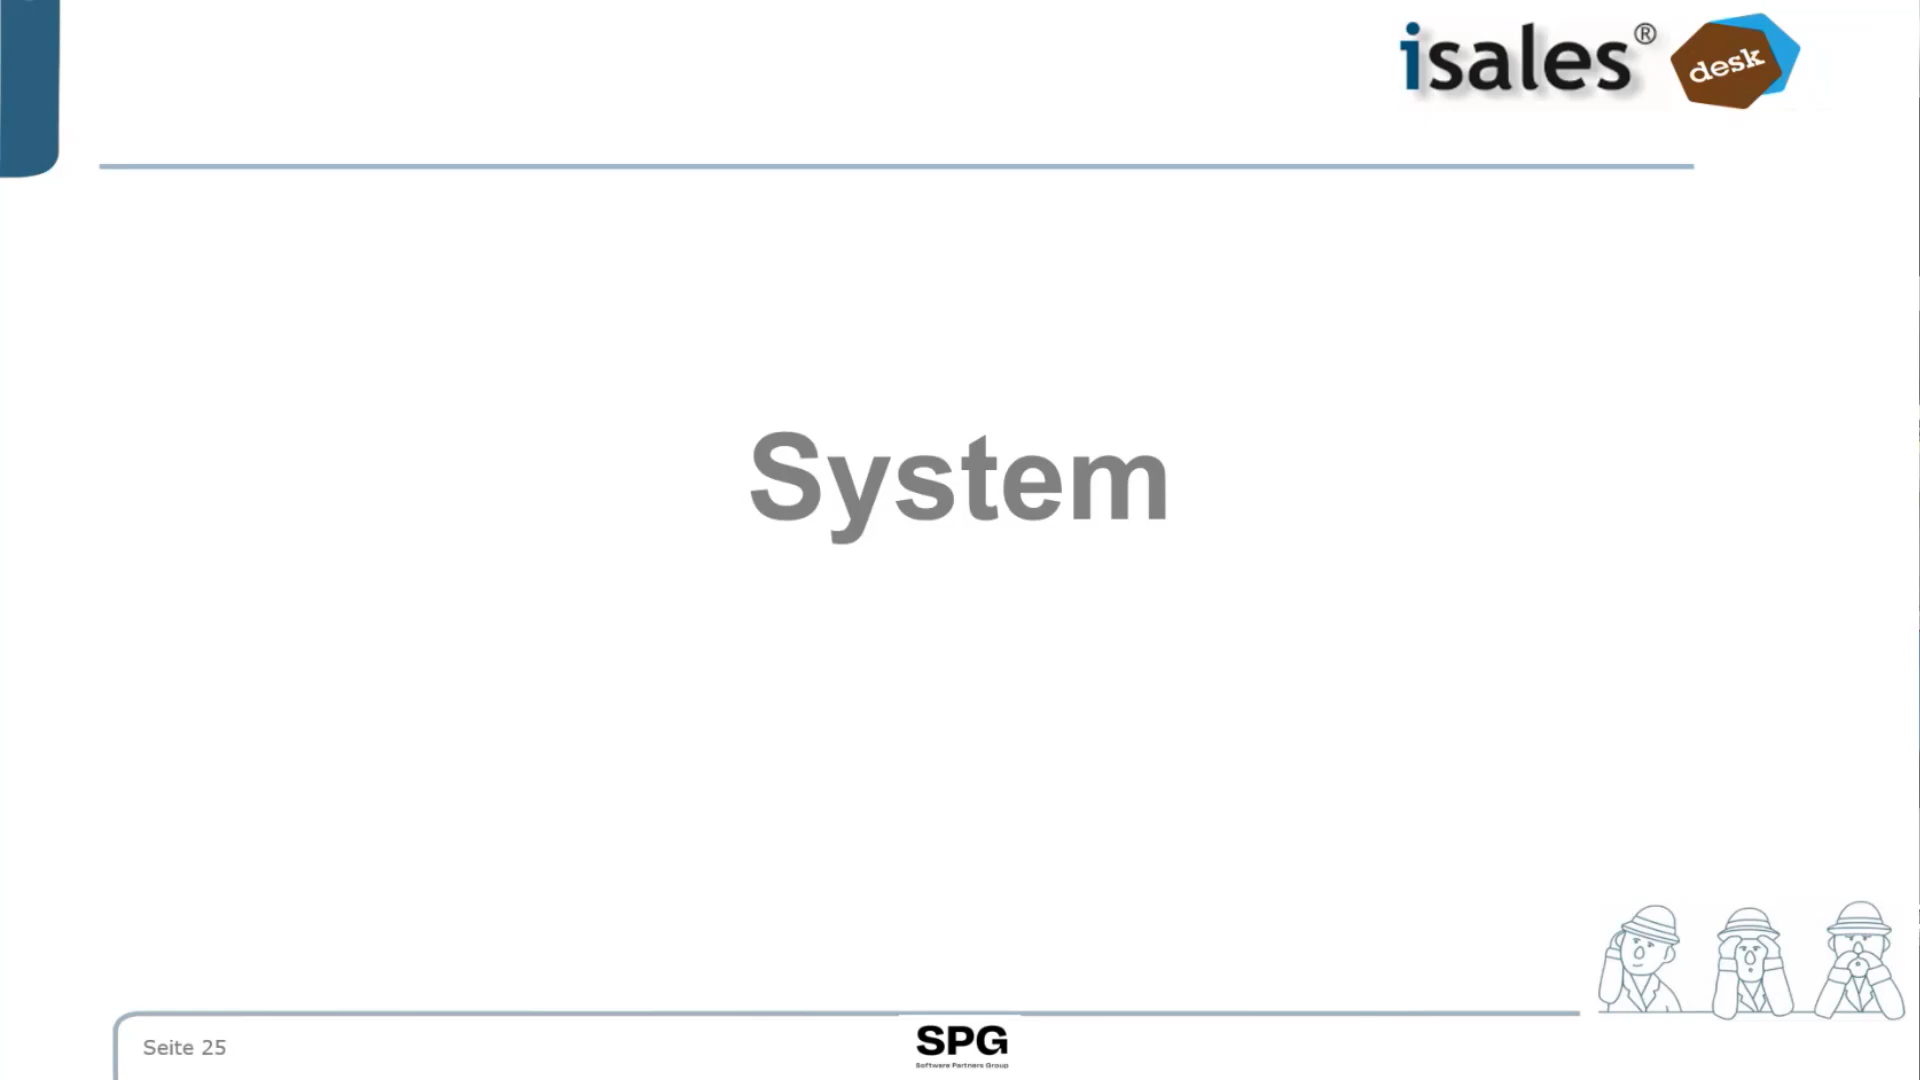 isales®
desk
System
Seite 25
SPG
Software Partners Group